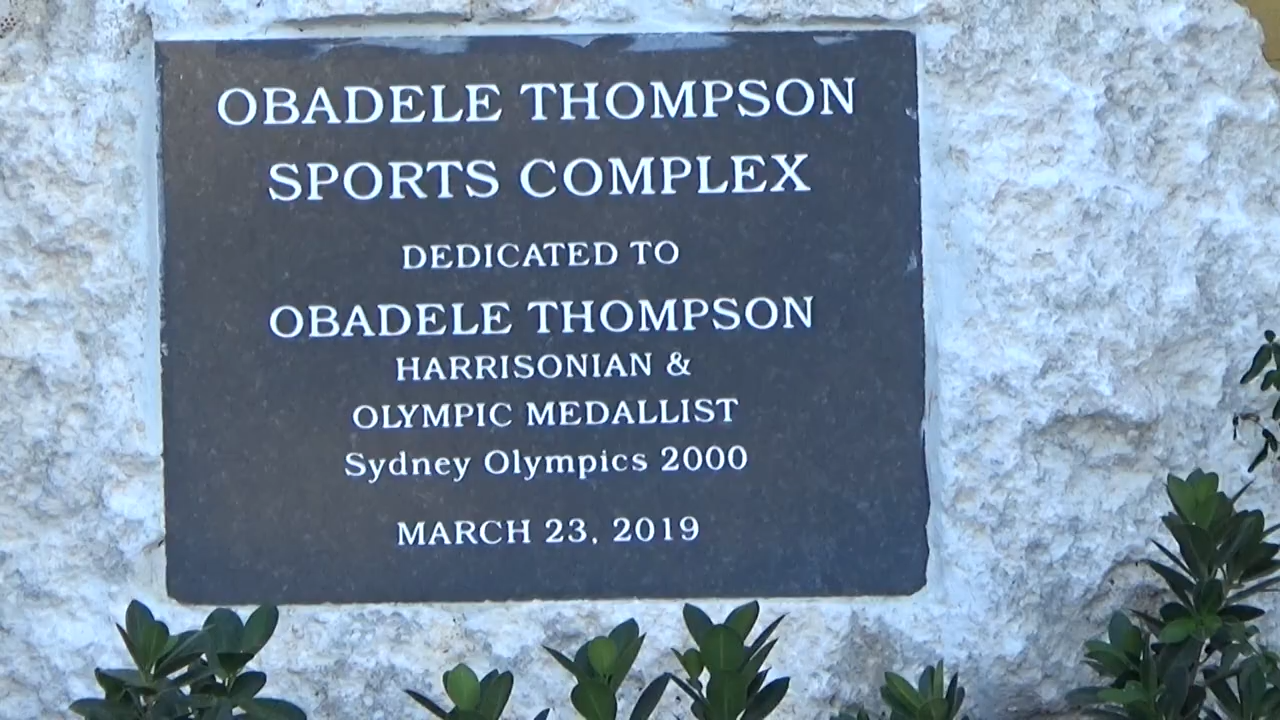 OBADELE THOMPSON
SPORTS COMPLEX
DEDICATED TO
OBADELE THOMPSON
HARRISONIAN &
OLYMPIC MEDALLIST
Sydney Olympics 2000
MARCH 23, 2019